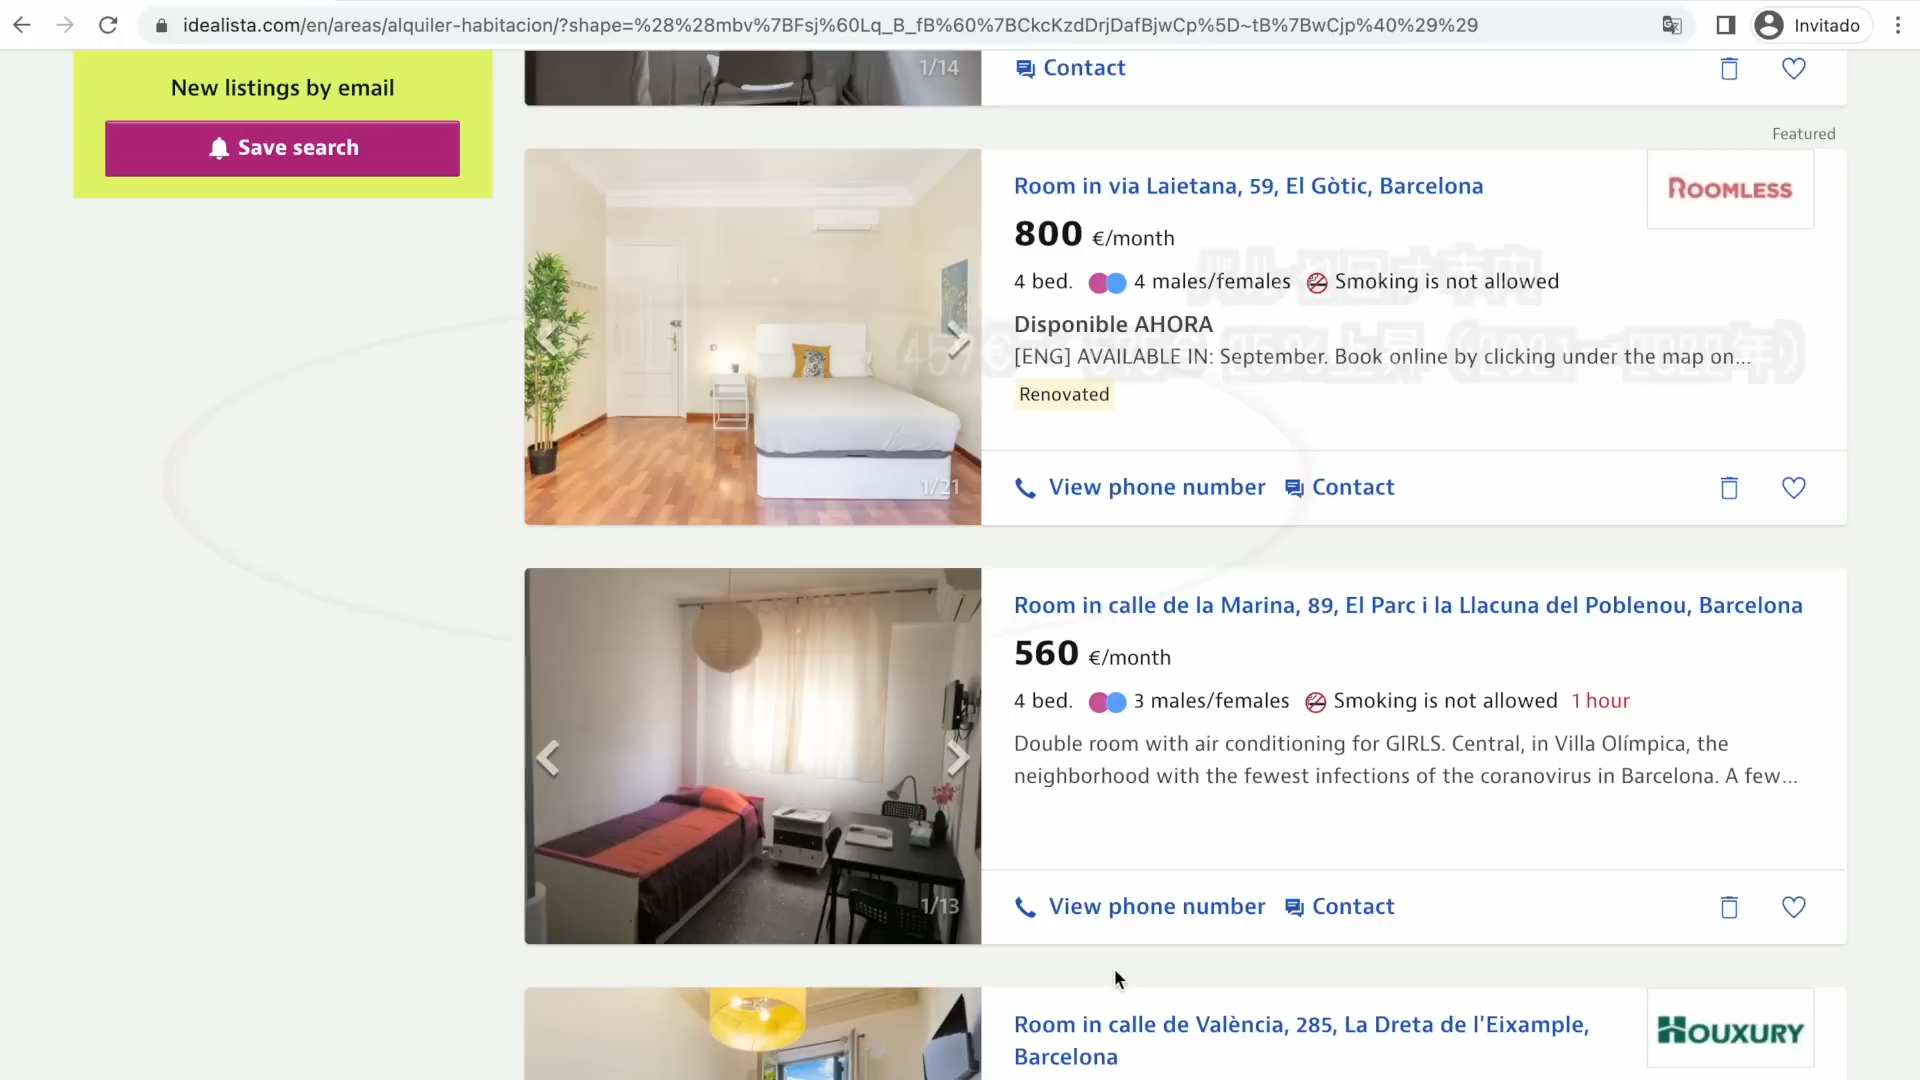 idealista.com/en/areas/alquiler-habitacion/?shape=%28%28mbv%7BFsj%60Lq_B_fB%60%7BCkcKzdDrjDafBjwCp%5D~tB%7BwCjp%40%29%29
Invitado
New listings by email
Save search
1/14
Contact
Featured
Room in via Laietana, 59, El Gòtic, Barcelona
ROOMLESS
800 €/month
4 bed. 4 males/females Smoking is not allowed
Disponible AHORA
[ENG] AVAILABLE IN: September. Book online by clicking under the map on...
Renovated
1/21
View phone number Contact
Room in calle de la Marina, 89, El Parc i la Llacuna del Poblenou, Barcelona
560 €/month
4 bed. 3 males/females Smoking is not allowed 1 hour
Double room with air conditioning for GIRLS. Central, in Villa Olímpica, the
neighborhood with the fewest infections of the coranovirus in Barcelona. A few...
1/13
View phone number Contact
Room in calle de València, 285, La Dreta de l'Eixample,
Barcelona
HOUXURY